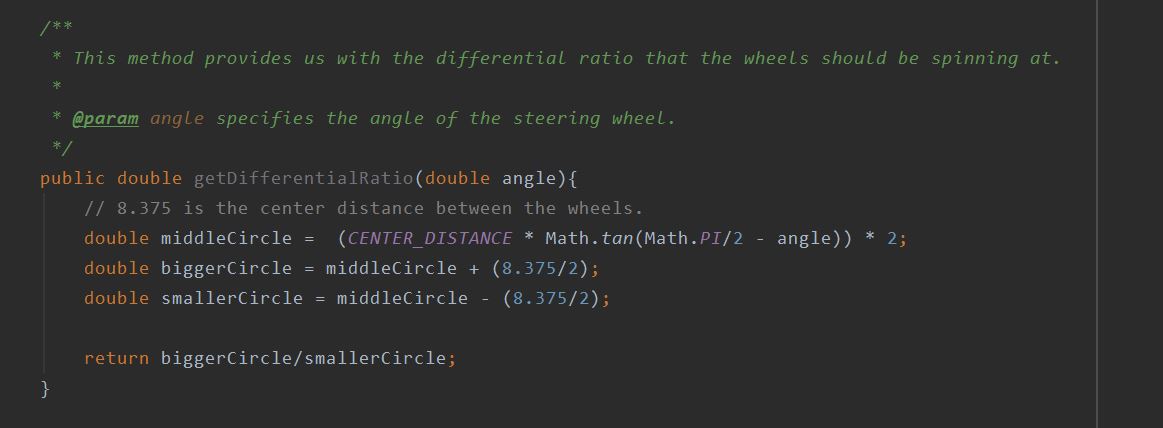 /**
 * This method provides us with the differential ratio that the wheels should be spinning at.
 *
 * @param angle specifies the angle of the steering wheel.
 */
public double getDifferentialRatio(double angle){
    // 8.375 is the center distance between the wheels.
    double middleCircle =  (CENTER_DISTANCE * Math.tan(Math.PI/2 - angle)) * 2;
    double biggerCircle = middleCircle + (8.375/2);
    double smallerCircle = middleCircle - (8.375/2);

    return biggerCircle/smallerCircle;
}